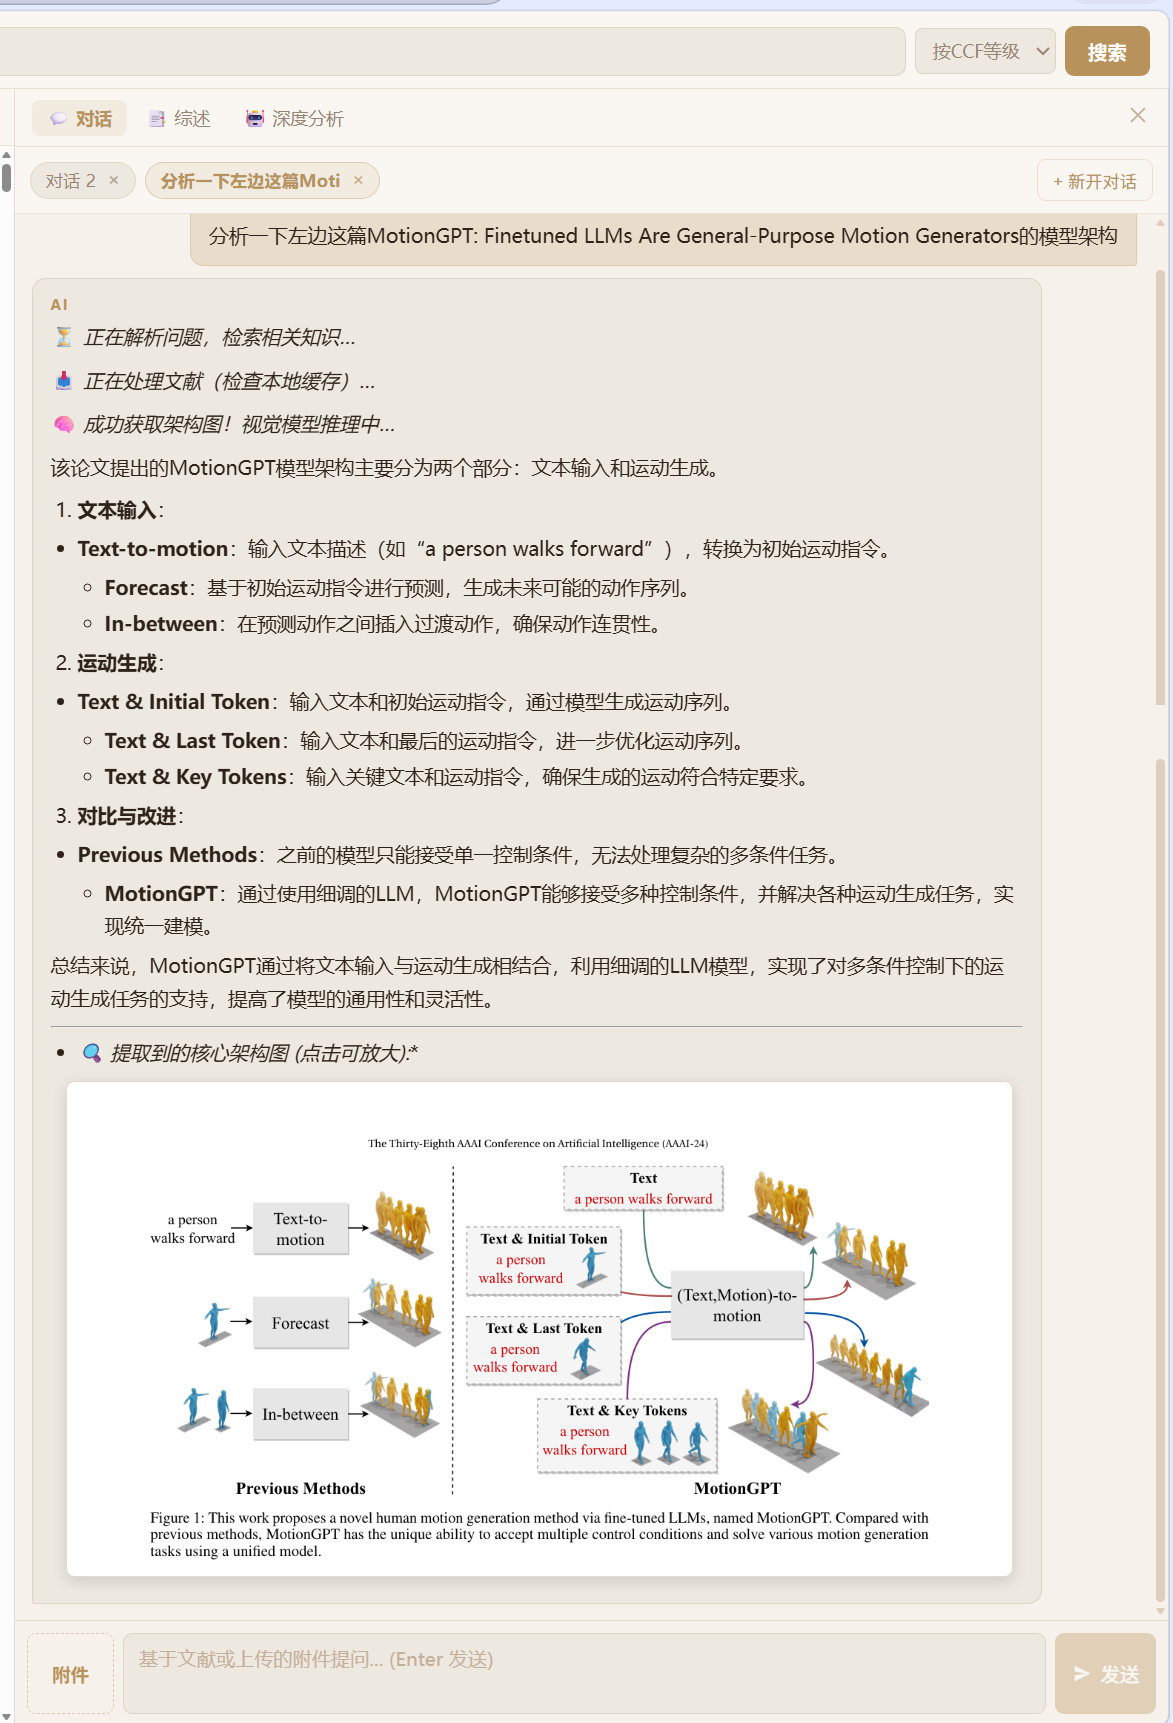 按CCF等级
搜索
对话
综述
深度分析
×
对话 2 ×
分析一下左边这篇Moti ×
+ 新开对话
分析一下左边这篇MotionGPT: Finetuned LLMs Are General-Purpose Motion Generators的模型架构
AI
⏳ 正在解析问题，检索相关知识...
📥 正在处理文献（检查本地缓存）...
🧠 成功获取架构图！视觉模型推理中...
该论文提出的MotionGPT模型架构主要分为两个部分：文本输入和运动生成。
1. 文本输入：
• Text-to-motion：输入文本描述（如“a person walks forward”），转换为初始运动指令。
◦ Forecast：基于初始运动指令进行预测，生成未来可能的动作序列。
◦ In-between：在预测动作之间插入过渡动作，确保动作连贯性。
2. 运动生成：
• Text & Initial Token：输入文本和初始运动指令，通过模型生成运动序列。
◦ Text & Last Token：输入文本和最后的运动指令，进一步优化运动序列。
◦ Text & Key Tokens：输入关键文本和运动指令，确保生成的运动符合特定要求。
3. 对比与改进：
• Previous Methods：之前的模型只能接受单一控制条件，无法处理复杂的多条件任务。
◦ MotionGPT：通过使用细调的LLM，MotionGPT能够接受多种控制条件，并解决各种运动生成任务，实
现统一建模。
总结来说，MotionGPT通过将文本输入与运动生成相结合，利用细调的LLM模型，实现了对多条件控制下的运
动生成任务的支持，提高了模型的通用性和灵活性。
• 🔍 提取到的核心架构图 (点击可放大):*
The Thirty-Eighth AAAI Conference on Artificial Intelligence (AAAI-24)
a person
walks forward
Text-to-
motion
Forecast
In-between
Previous Methods
Text
a person walks forward
Text & Initial Token
a person
walks forward
Text & Last Token
a person
walks forward
Text & Key Tokens
a person
walks forward
(Text,Motion)-to-
motion
MotionGPT
Figure 1: This work proposes a novel human motion generation method via fine-tuned LLMs, named MotionGPT. Compared with
previous methods, MotionGPT has the unique ability to accept multiple control conditions and solve various motion generation
tasks using a unified model.
附件
基于文献或上传的附件提问... (Enter 发送)
➤ 发送